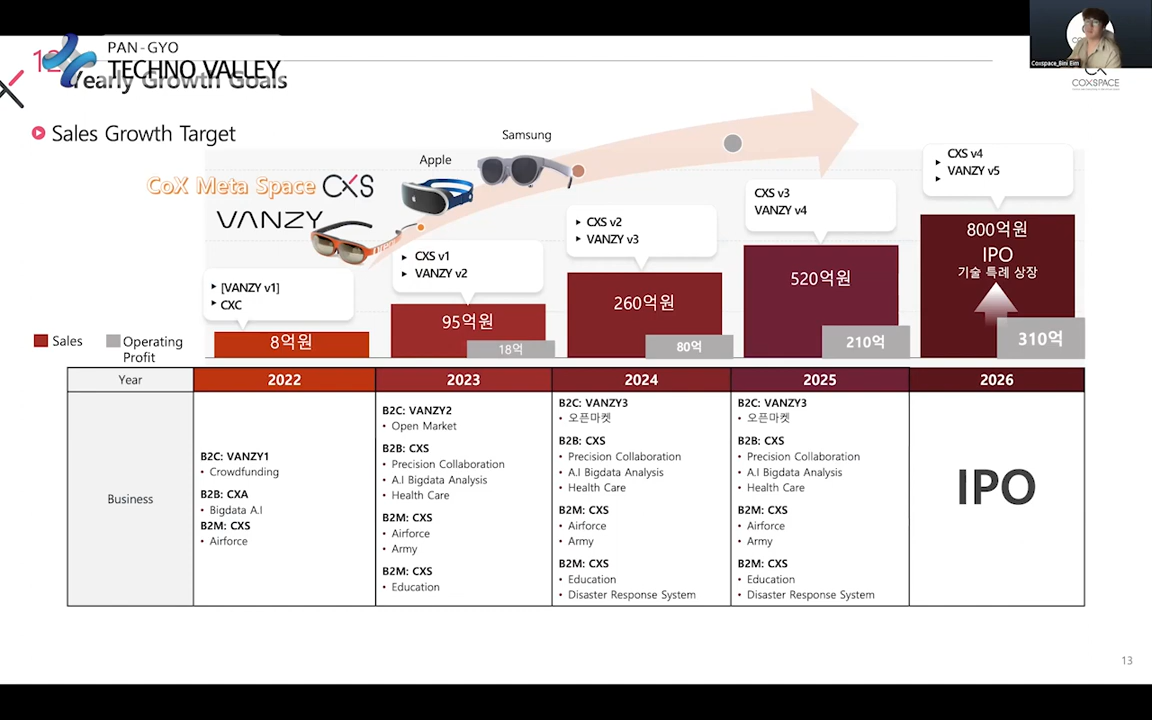 12
PAN-GYO
TECHNO VALLEY
Yearly Growth Goals
Coxspace_Bini Eim
COXSPACE
Sales Growth Target
Samsung
Apple
CoX Meta Space CXS
VANZY
CXS v4
VANZY v5
CXS v3
VANZY v4
CXS v2
VANZY v3
CXS v1
VANZY v2
[VANZY v1]
CXC
800억원
IPO
기술 특례 상장
520억원
260억원
95억원
8억원
18억
80억
210억
310억
Sales
Operating
Profit
Year
2022
2023
2024
2025
2026
Business
B2C: VANZY1
• Crowdfunding
B2B: CXA
• Bigdata A.I
B2M: CXS
• Airforce
B2C: VANZY2
• Open Market
B2B: CXS
• Precision Collaboration
• A.I Bigdata Analysis
• Health Care
B2M: CXS
• Airforce
• Army
B2M: CXS
• Education
B2C: VANZY3
• 오픈마켓
B2B: CXS
• Precision Collaboration
• A.I Bigdata Analysis
• Health Care
B2M: CXS
• Airforce
• Army
B2M: CXS
• Education
• Disaster Response System
B2C: VANZY3
• 오픈마켓
B2B: CXS
• Precision Collaboration
• A.I Bigdata Analysis
• Health Care
B2M: CXS
• Airforce
• Army
B2M: CXS
• Education
• Disaster Response System
IPO
13